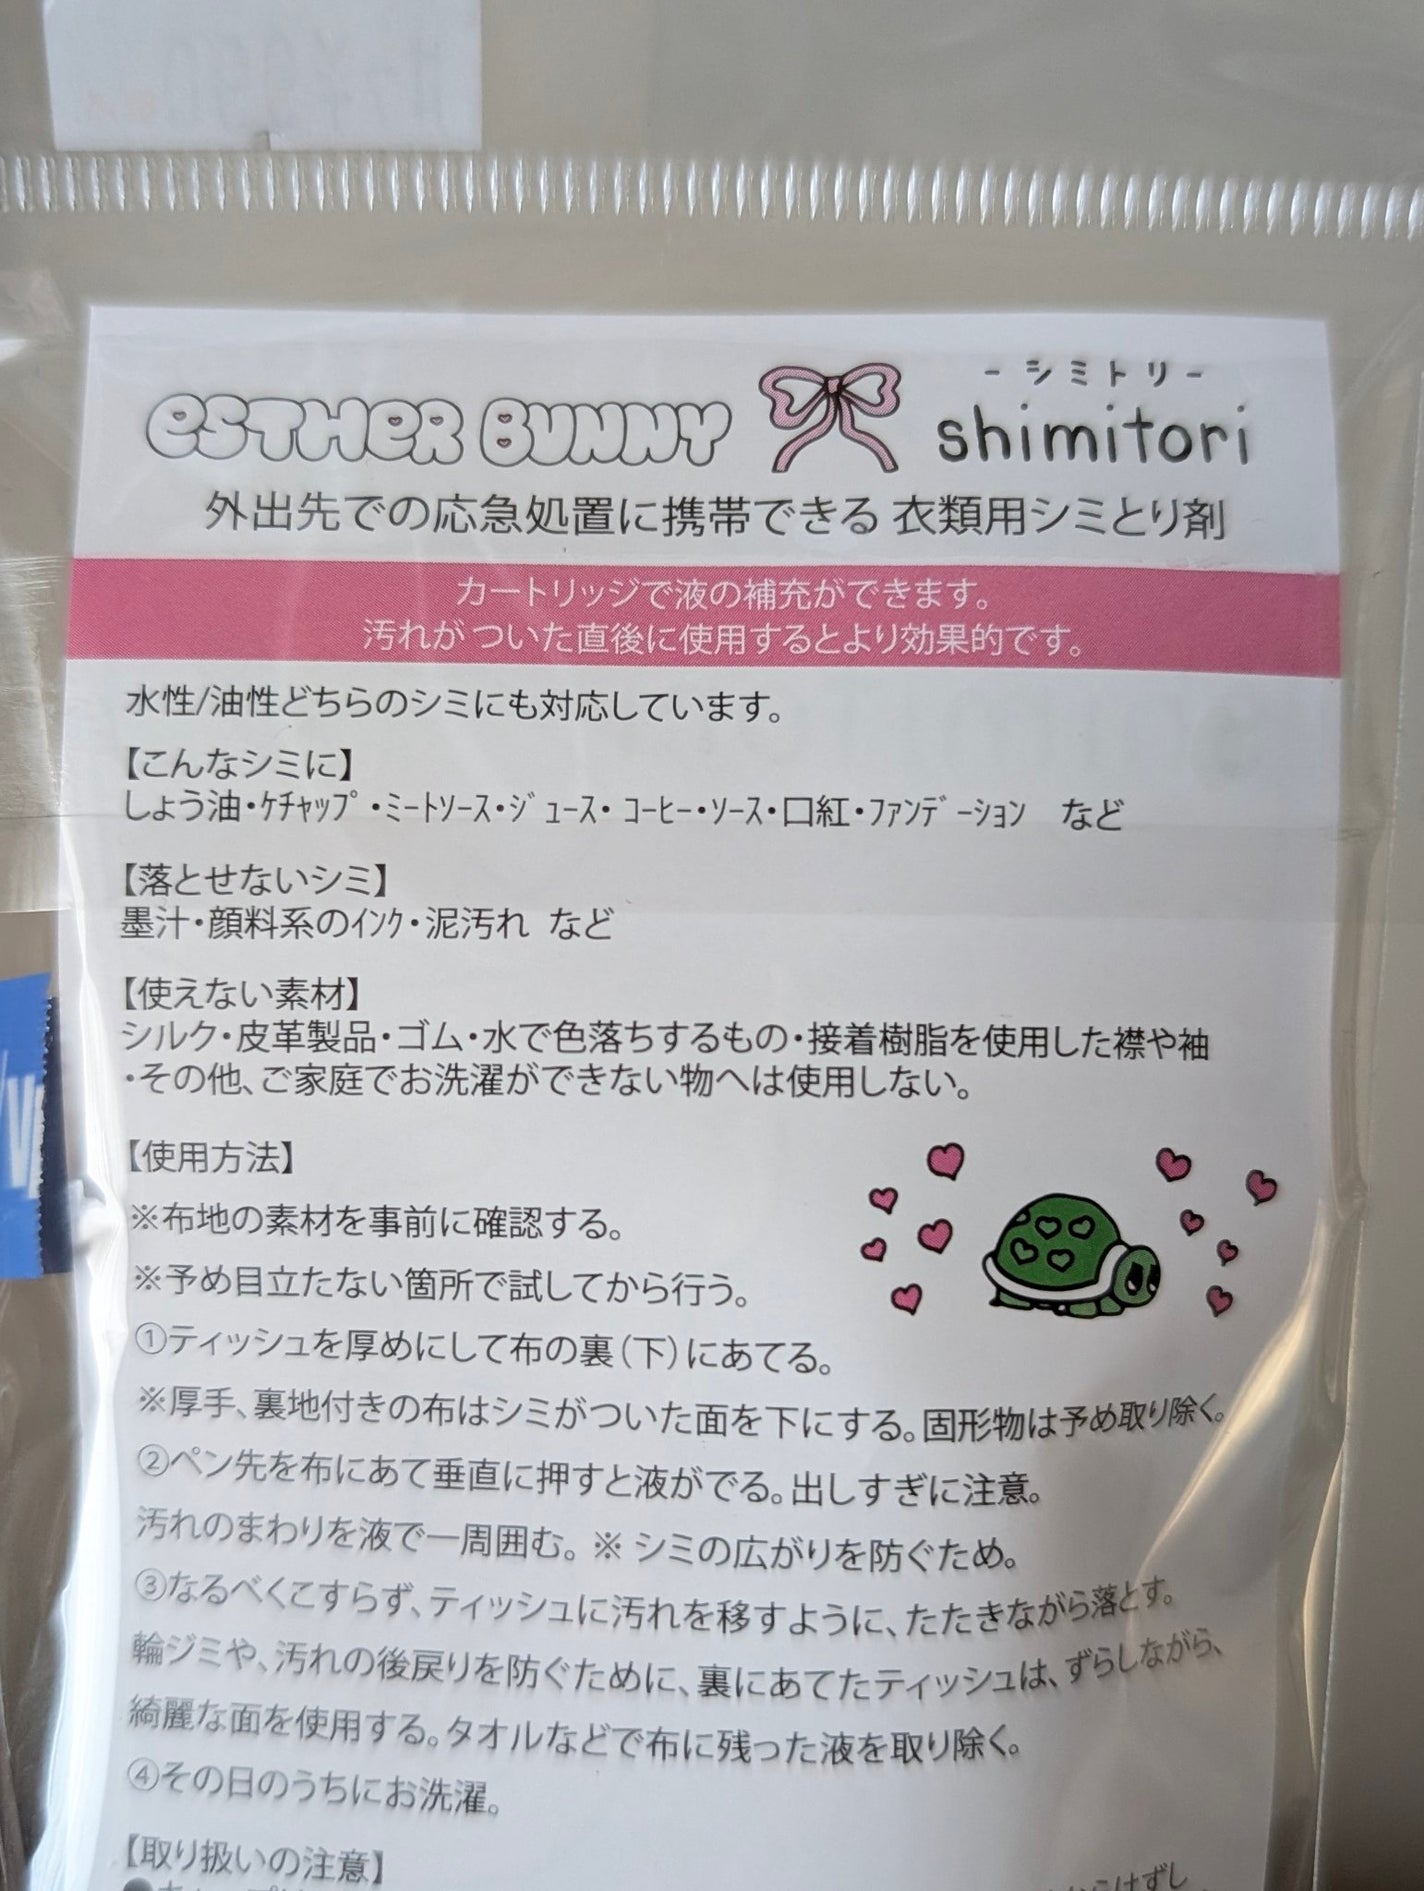 ESTHER BUNNY
-シミトリ-
shimitori
外出先での応急処置に携帯できる 衣類用シミとり剤
カートリッジで液の補充ができます。
汚れがついた直後に使用するとより効果的です。
水性/油性どちらのシミにも対応しています。
【こんなシミに】
しょう油・ｹﾁｬｯﾌﾟ・ﾐｰﾄｿｰｽ・ｼﾞｭｰｽ・ｺｰﾋｰ・ｿｰｽ・口紅・ﾌｧﾝﾃﾞｰｼｮﾝ など
【落とせないシミ】
墨汁・顔料系のｲﾝｸ・泥汚れ など
【使えない素材】
シルク・皮革製品・ゴム・水で色落ちするもの・接着樹脂を使用した襟や袖
・その他、ご家庭でお洗濯ができない物へは使用しない。
【使用方法】
※布地の素材を事前に確認する。
※予め目立たない箇所で試してから行う。
①ティッシュを厚めにして布の裏（下）にあてる。
※厚手、裏地付きの布はシミがついた面を下にする。固形物は予め取り除く。
②ペン先を布にあて垂直に押すと液がでる。出しすぎに注意。
汚れのまわりを液で一周囲む。※ シミの広がりを防ぐため。
③なるべくこすらず、ティッシュに汚れを移すように、たたきながら落とす。
輪ジミや、汚れの後戻りを防ぐために、裏にあてたティッシュは、ずらしながら、
綺麗な面を使用する。タオルなどで布に残った液を取り除く。
④その日のうちにお洗濯。
【取り扱いの注意】